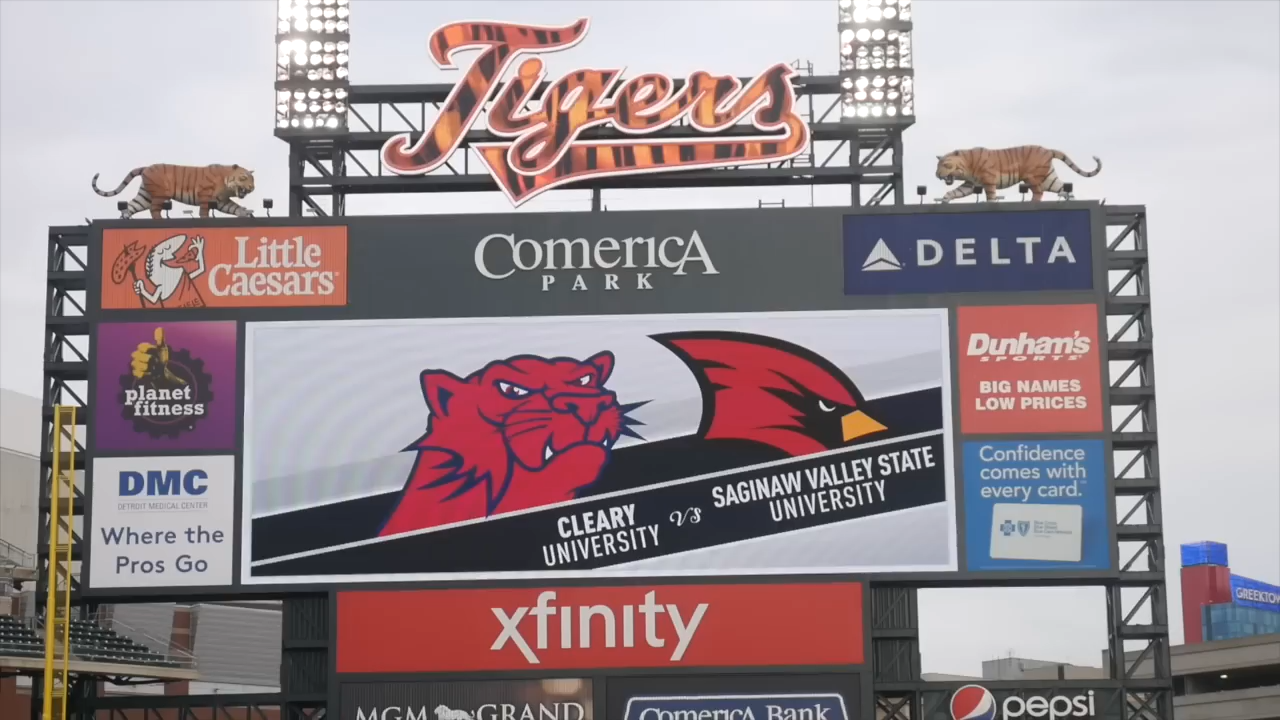 Tigers
Little
Caesars
COMERICA
PARK
DELTA
planet
fitness
Dunham's
SPORTS
BIG NAMES
LOW PRICES
DMC
DETROIT MEDICAL CENTER
Where the
Pros Go
CLEARY
UNIVERSITY
vs
SAGINAW VALLEY STATE
UNIVERSITY
Confidence
comes with
every card.
xfinity
GREEKTO
MGM GRAND
COMERICA Bank
pepsi